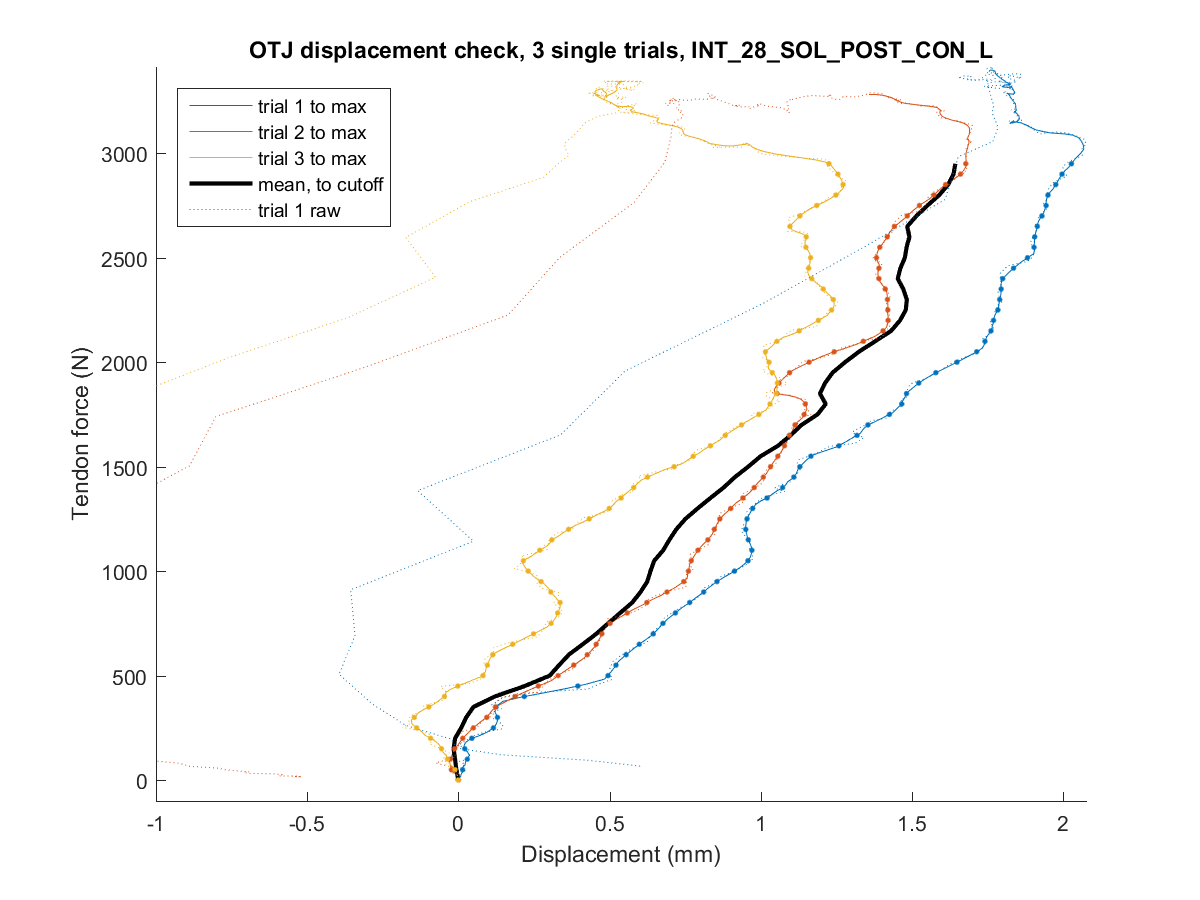 OTJ displacement check, 3 single trials, INT_28_SOL_POST_CON_L
trial 1 to max
trial 2 to max
trial 3 to max
mean, to cutoff
trial 1 raw
Tendon force (N)
3000
2500
2000
1500
1000
500
0
-1
-0.5
0
0.5
1
1.5
2
Displacement (mm)